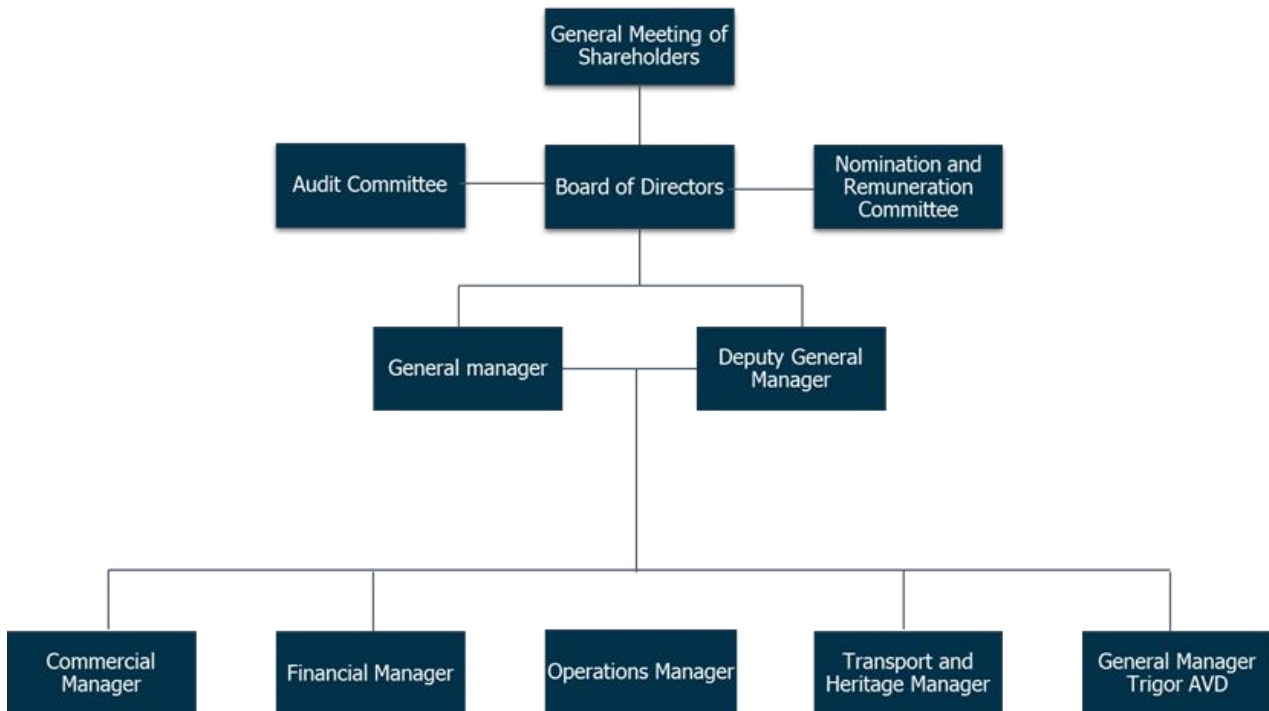 General Meeting of
Shareholders
Audit Committee
Board of Directors
Nomination and
Remuneration
Committee
General manager
Deputy General
Manager
Commercial
Manager
Financial Manager
Operations Manager
Transport and
Heritage Manager
General Manager
Trigor AVD